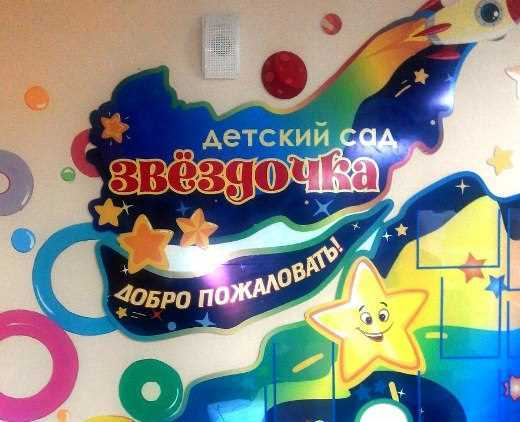 детский сад
звёздочка
ДОБРО ПОЖАЛОВАТЬ!